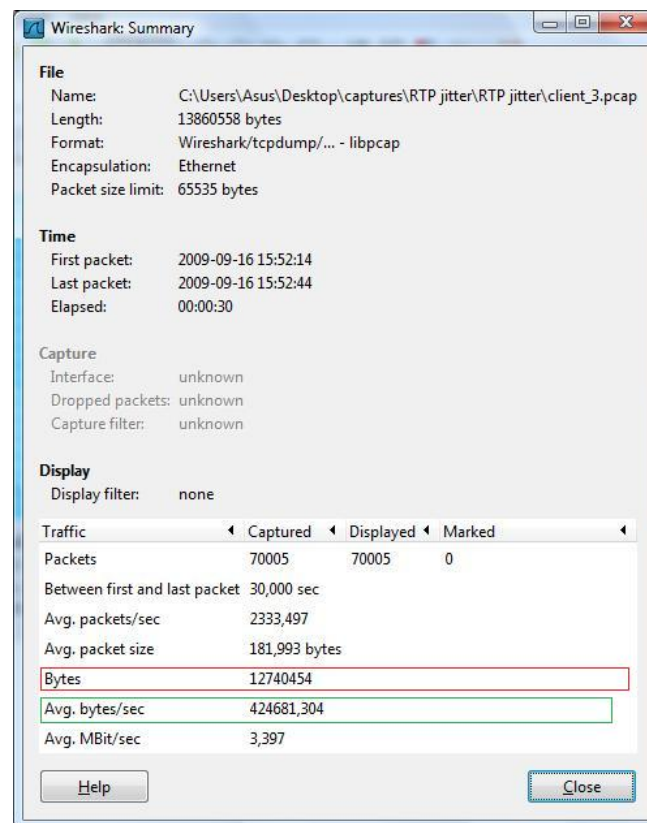 Wireshark: Summary
File
Name: C:\Users\Asus\Desktop\captures\RTP jitter\RTP jitter\client_3.pcap
Length: 13860558 bytes
Format: Wireshark/tcpdump/... - libpcap
Encapsulation: Ethernet
Packet size limit: 65535 bytes
Time
First packet: 2009-09-16 15:52:14
Last packet: 2009-09-16 15:52:44
Elapsed: 00:00:30
Capture
Interface: unknown
Dropped packets: unknown
Capture filter: unknown
Display
Display filter: none
Traffic Captured Displayed Marked
Packets 70005 70005 0
Between first and last packet 30,000 sec
Avg. packets/sec 2333,497
Avg. packet size 181,993 bytes
Bytes 12740454
Avg. bytes/sec 424681,304
Avg. MBit/sec 3,397
Help Close